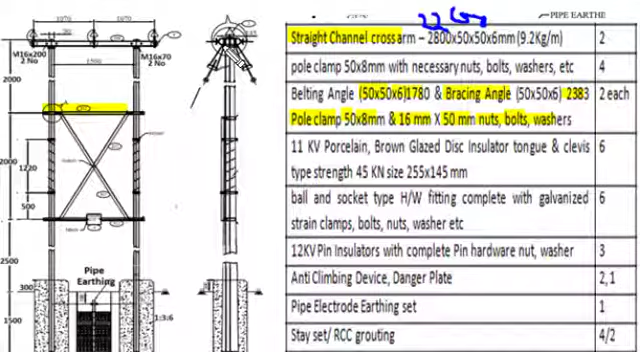 PIPE EARTHE
22 Kg
1070
1070
M16x200
2 No
M16x70
2 No
1500
2000
2000
1220
500
2500
300
Pipe
Earthing
1:3:6
1500
Straight Channel crossarm – 2800x50x50x6mm (9.2Kg/m) 2
pole clamp 50x8mm with necessary nuts, bolts, washers, etc 4
Belting Angle (50x50x6)1780 & Bracing Angle (50x50x6) 2383 2 each
Pole clamp 50x8mm & 16 mm X 50 mm nuts, bolts, washers
11 KV Porcelain, Brown Glazed Disc Insulator tongue & clevis 6
type strength 45 KN size 255x145 mm
ball and socket type H/W fitting complete with galvanized 6
strain clamps, bolts, nuts, washer etc
12KV Pin Insulators with complete Pin hardware nut, washer 3
Anti Climbing Device, Danger Plate 2,1
Pipe Electrode Earthing set 1
Stay set/ RCC grouting 4/2